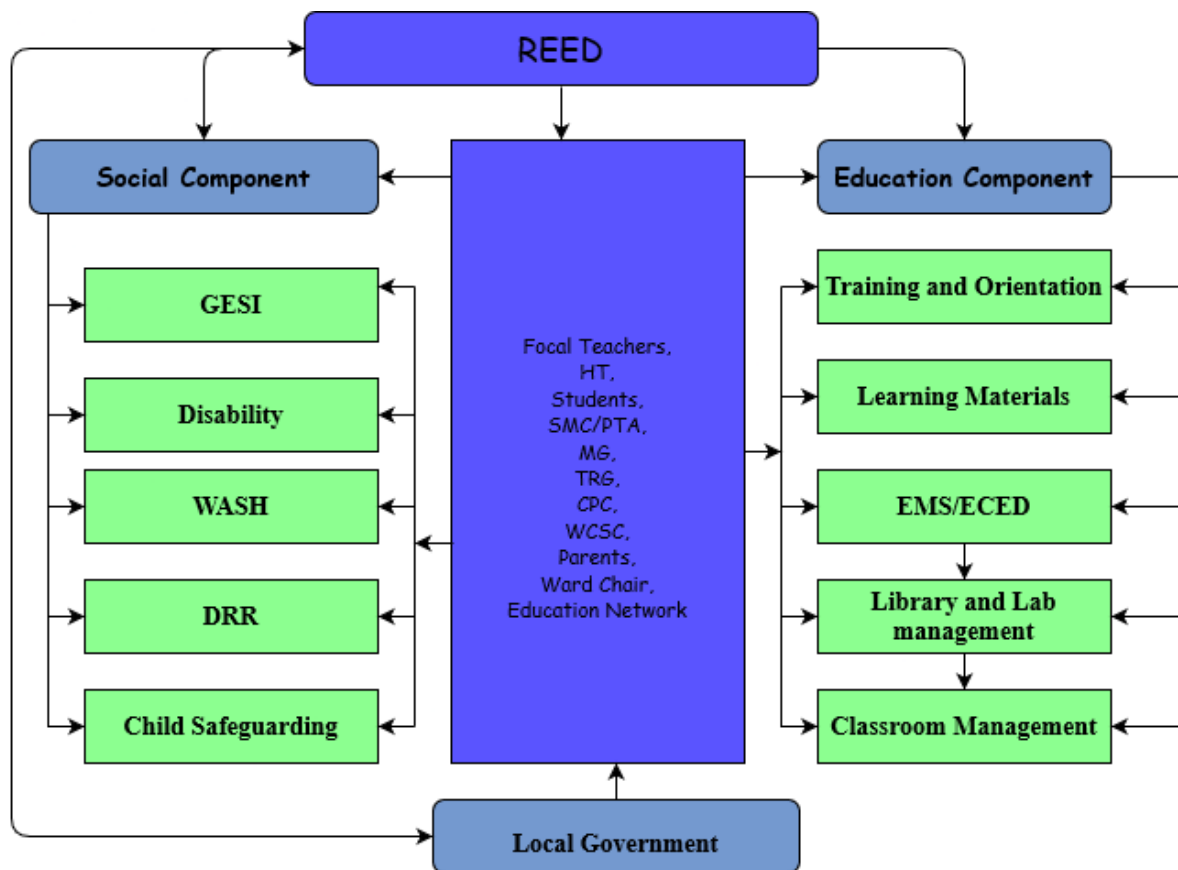 REED
Social Component
Education Component
GESI
Disability
WASH
DRR
Child Safeguarding
Focal Teachers,
HT,
Students,
SMC/PTA,
MG,
TRG,
CPC,
WCSC,
Parents,
Ward Chair,
Education Network
Training and Orientation
Learning Materials
EMS/ECED
Library and Lab
management
Classroom Management
Local Government